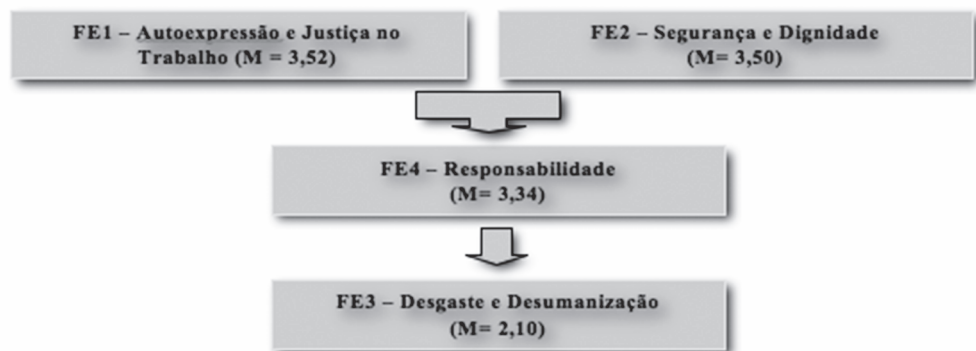 FE1 – Autoexpressão e Justiça no
Trabalho (M = 3,52)
FE2 – Segurança e Dignidade
(M= 3,50)
FE4 – Responsabilidade
(M= 3,34)
FE3 – Desgaste e Desumanização
(M= 2,10)